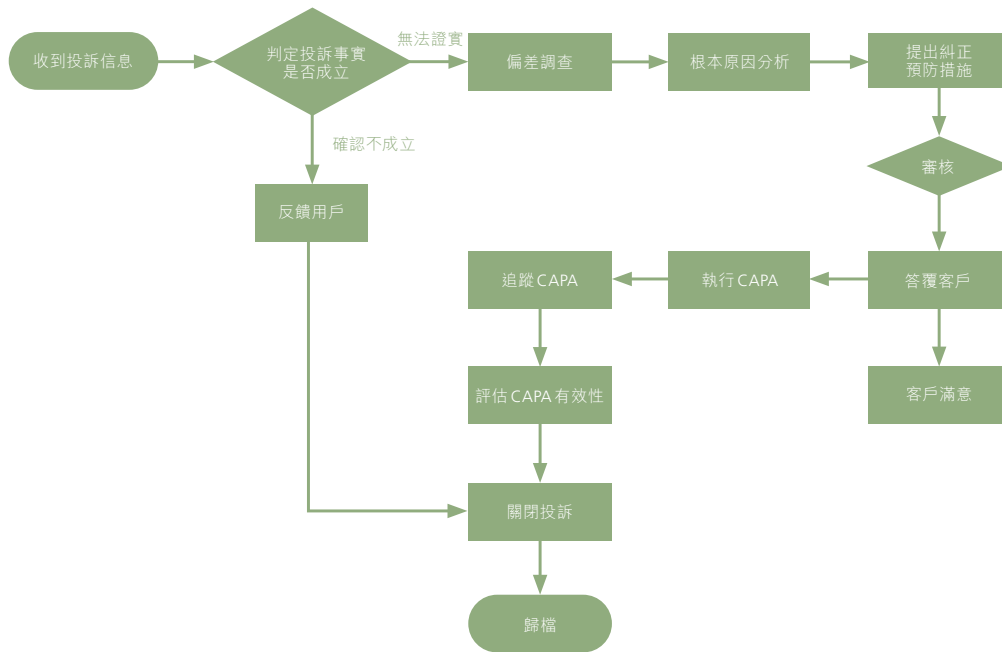 收到投訴信息
判定投訴事實
是否成立
無法證實
偏差調查
根本原因分析
提出糾正
預防措施
確認不成立
審核
反饋用戶
追蹤CAPA
執行CAPA
答覆客戶
評估CAPA有效性
客戶滿意
關閉投訴
歸檔